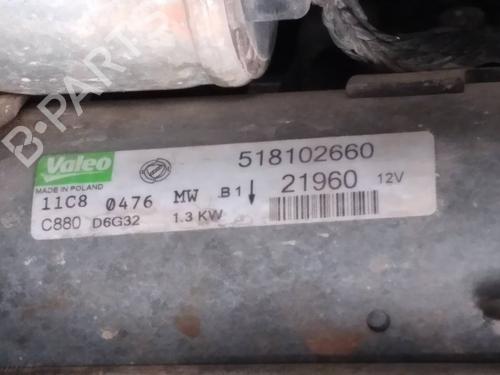 B-PARTS
Valeo
MADE IN POLAND
518102660
11C8 0476 MW B1↓ 21960 12V
C880 D6G32 1.3 KW